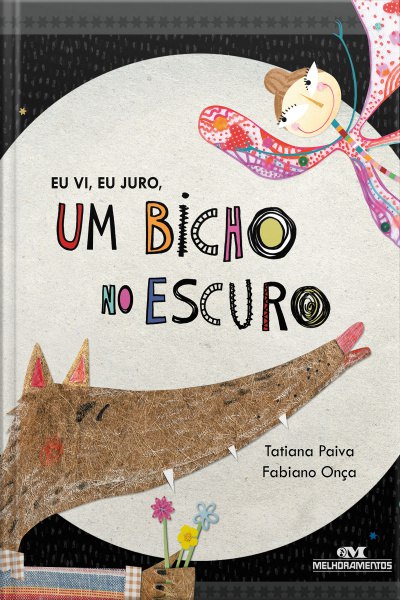 EU VI, EU JURO,
UM BICHO
NO ESCURO
Tatiana Paiva
Fabiano Onça
M
MELHORAMENTOS